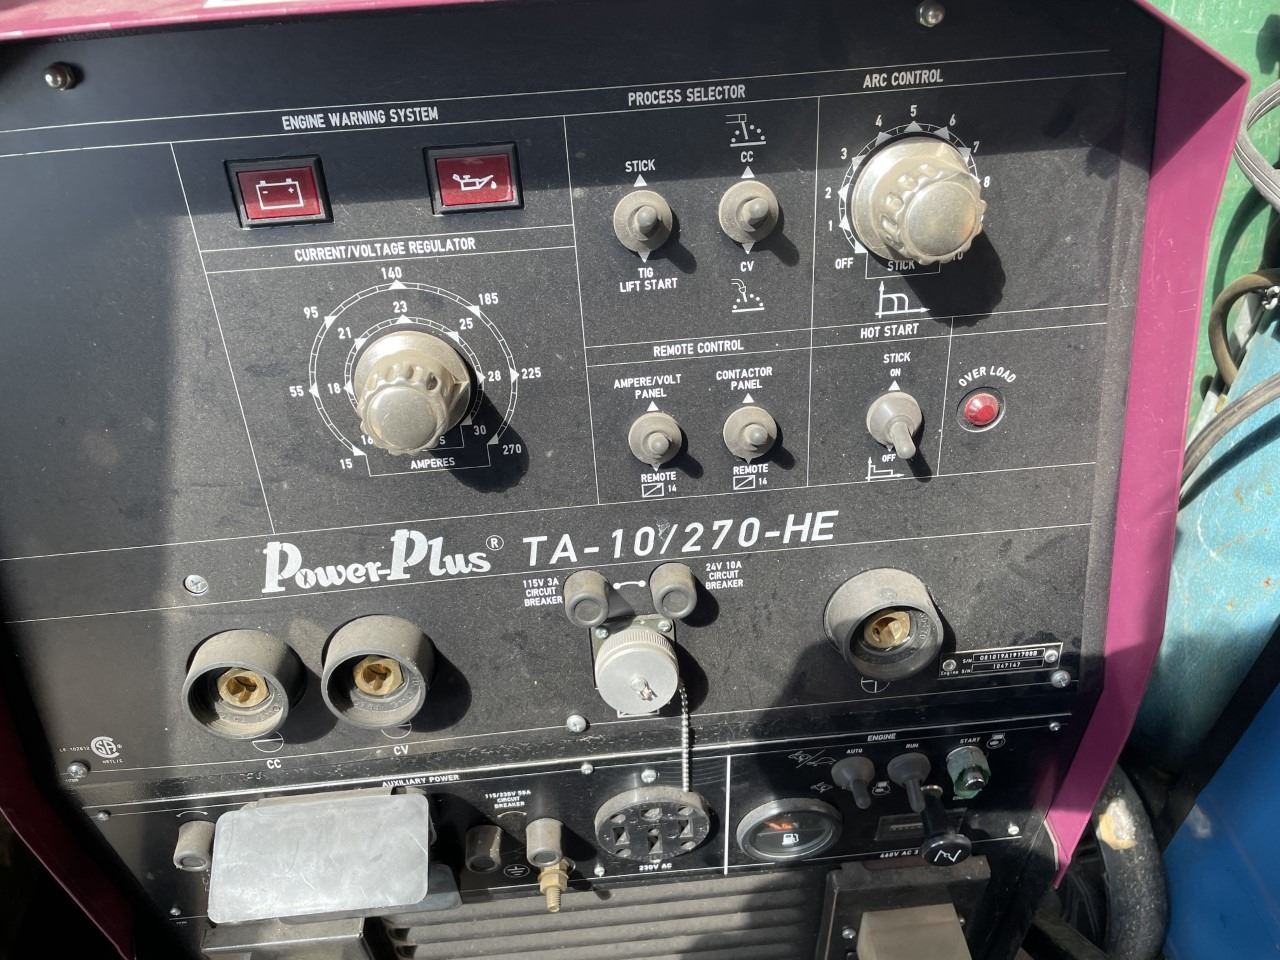 ENGINE WARNING SYSTEM
CURRENT/VOLTAGE REGULATOR
140
95
185
23
21
25
55
18
28
225
30
15
270
AMPERES
PROCESS SELECTOR
STICK
CC
TIG
LIFT START
CV
ARC CONTROL
5
4
6
3
7
2
8
1
OFF
STICK
10
REMOTE CONTROL
AMPERE/VOLT
PANEL
CONTACTOR
PANEL
REMOTE
14
REMOTE
14
HOT START
STICK
ON
OFF
OVER LOAD
Power-Plus® TA-10/270-HE
115V 3A
CIRCUIT
BREAKER
24V 10A
CIRCUIT
BREAKER
S/N
Engine S/N 1047147
CC
CV
NRTL/C
AUXILIARY POWER
115/230V 50A
CIRCUIT
BREAKER
230V AC
ENGINE
AUTO
RUN
START